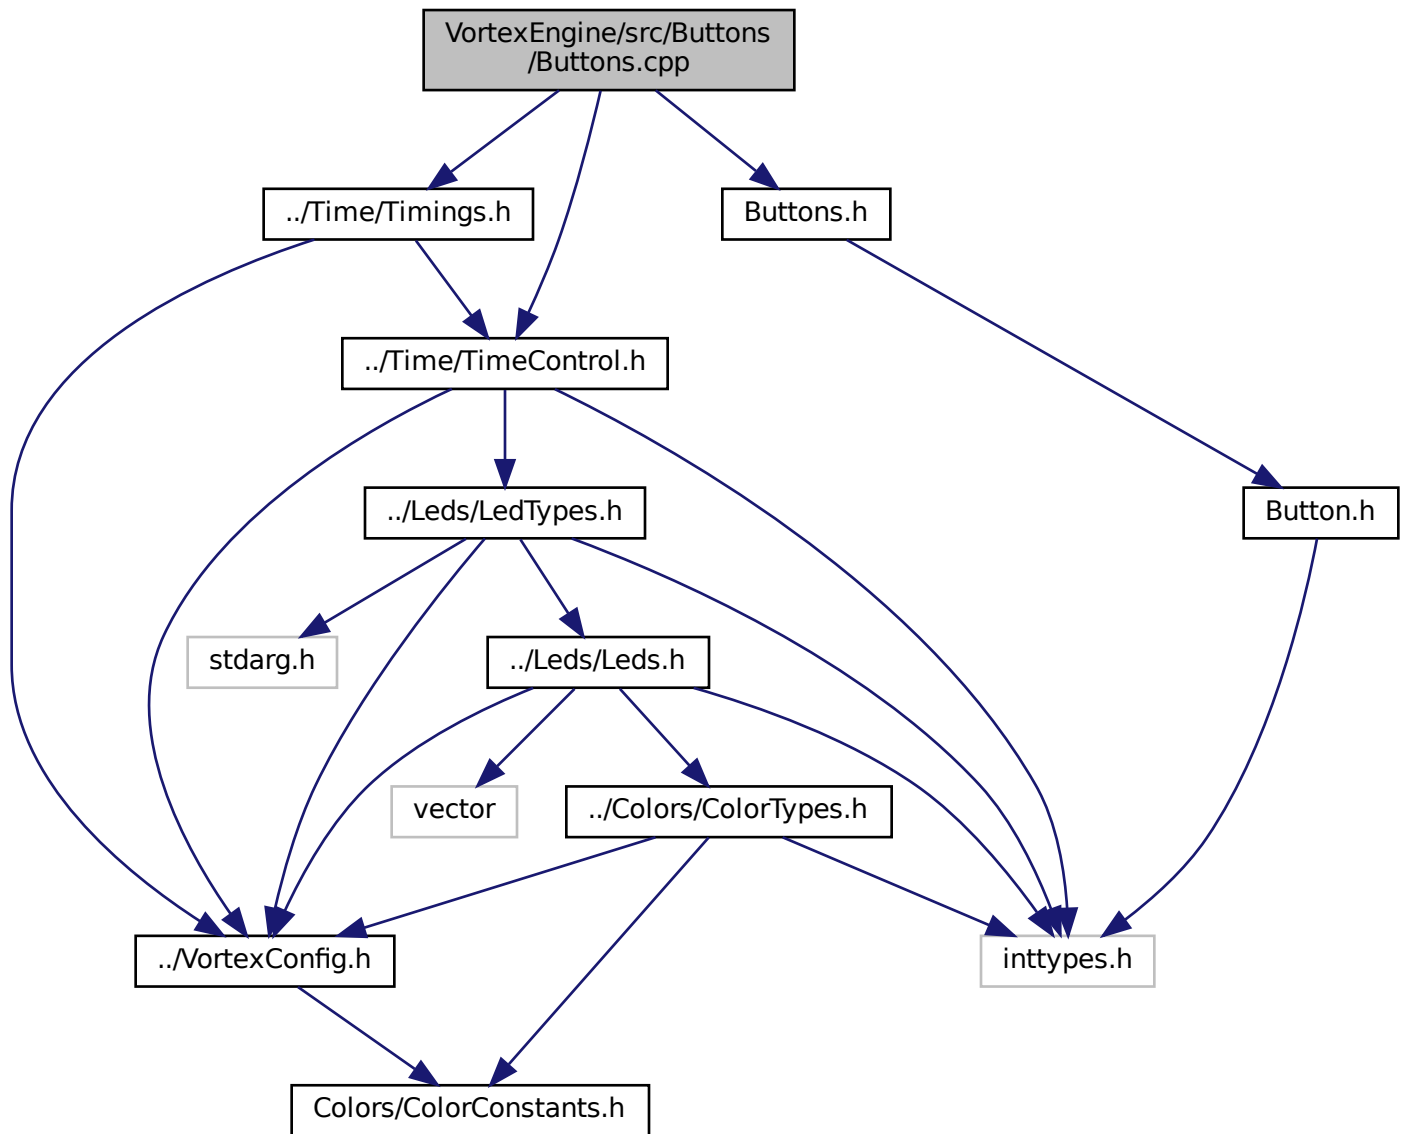 VortexEngine/src/Buttons
/Buttons.cpp
../Time/Timings.h
Buttons.h
../Time/TimeControl.h
../Leds/LedTypes.h
Button.h
stdarg.h
../Leds/Leds.h
vector
../Colors/ColorTypes.h
../VortexConfig.h
inttypes.h
Colors/ColorConstants.h